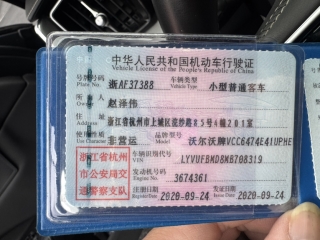 中华人民共和国机动车行驶证
Vehicle License of the People's Republic of China
号牌号码 浙AF37388 车辆类型 小型普通客车
Plate No. Vehicle Type
所有人 赵泽伟
Owner
住址 浙江省杭州市上城区浣纱路85号4幢201室
Address
使用性质 非营运 品牌型号 沃尔沃牌VCC6474E41UPHE
Use Character Model
浙江省杭州 车辆识别代号 LYVUFBKD8NB708319
VIN
市公安局交 发动机号码 3674361
Engine No.
通警察支队 注册日期 2020-09-24 发证日期 2020-09-24
Register Date Issue Date